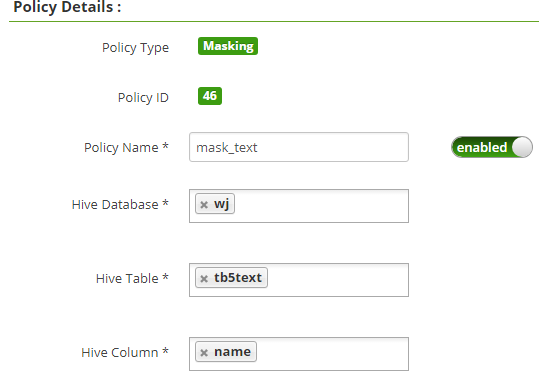 Policy Details :
Policy Type Masking
Policy ID 46
Policy Name * mask_text enabled
Hive Database * × wj
Hive Table * × tb5text
Hive Column * × name